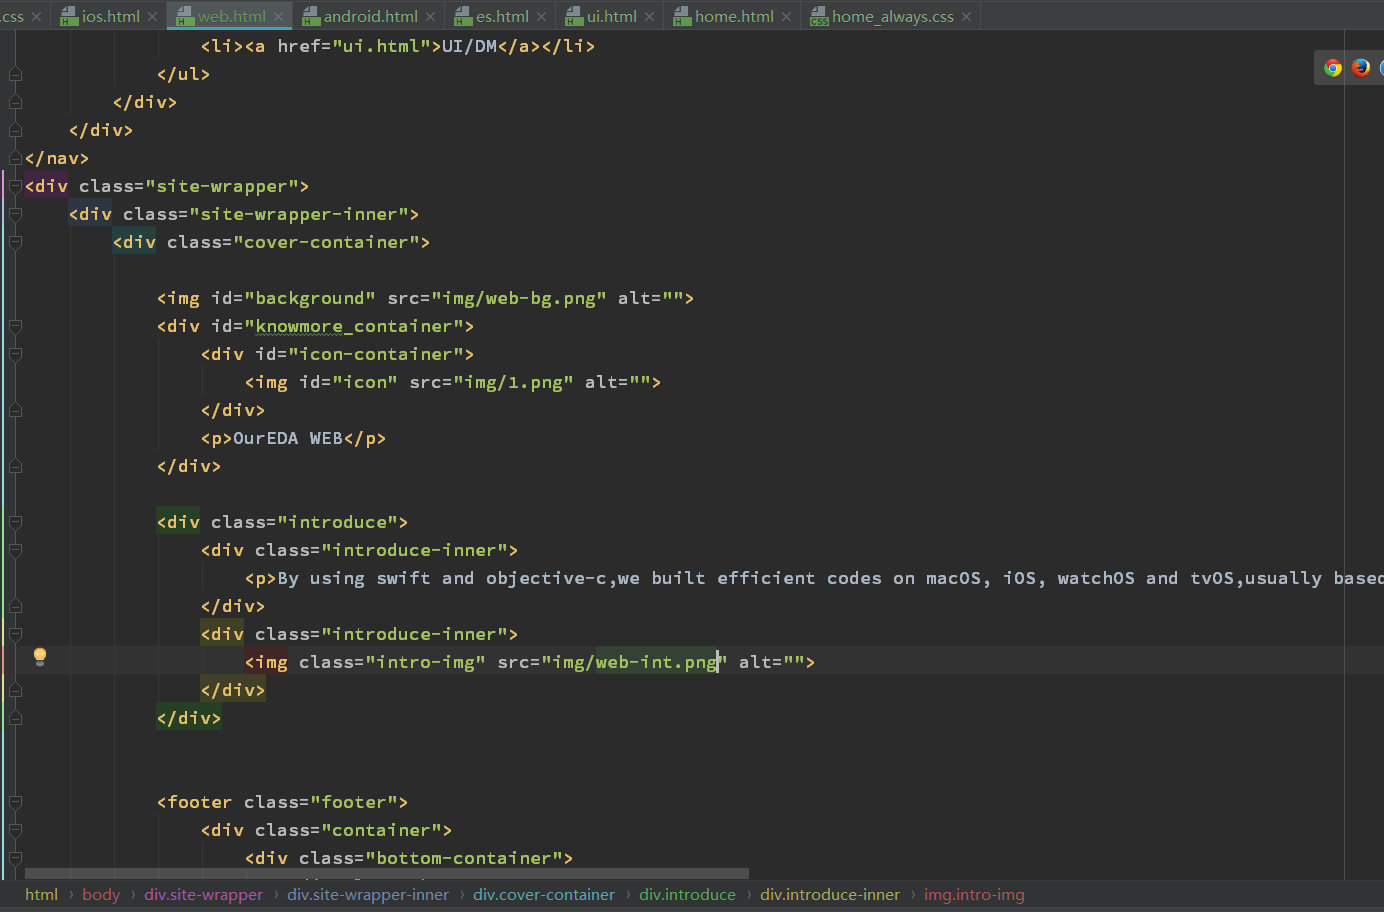 .css ios.html web.html android.html es.html ui.html home.html home_always.css
<li><a href="ui.html">UI/DM</a></li>
</ul>
</div>
</div>
</nav>
<div class="site-wrapper">
<div class="site-wrapper-inner">
<div class="cover-container">
<img id="background" src="img/web-bg.png" alt="">
<div id="knowmore_container">
<div id="icon-container">
<img id="icon" src="img/1.png" alt="">
</div>
<p>OurEDA WEB</p>
</div>
<div class="introduce">
<div class="introduce-inner">
<p>By using swift and objective-c,we built efficient codes on macOS, iOS, watchOS and tvOS,usually based
</div>
<div class="introduce-inner">
<img class="intro-img" src="img/web-int.png" alt="">
</div>
</div>
<footer class="footer">
<div class="container">
<div class="bottom-container">
html › body › div.site-wrapper › div.site-wrapper-inner › div.cover-container › div.introduce › div.introduce-inner › img.intro-img